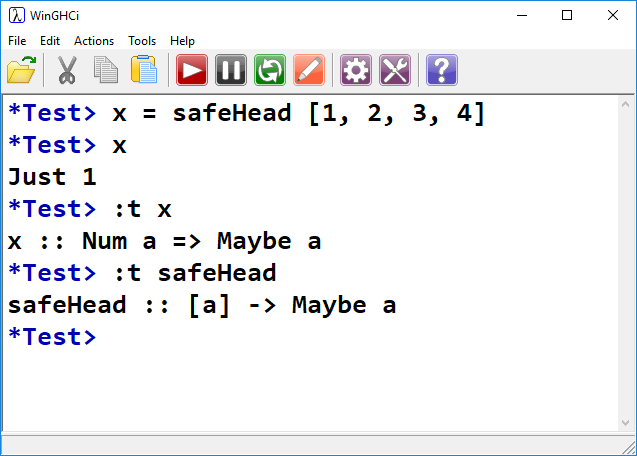 WinGHCi
File Edit Actions Tools Help
*Test> x = safeHead [1, 2, 3, 4]
*Test> x
Just 1
*Test> :t x
x :: Num a => Maybe a
*Test> :t safeHead
safeHead :: [a] -> Maybe a
*Test>